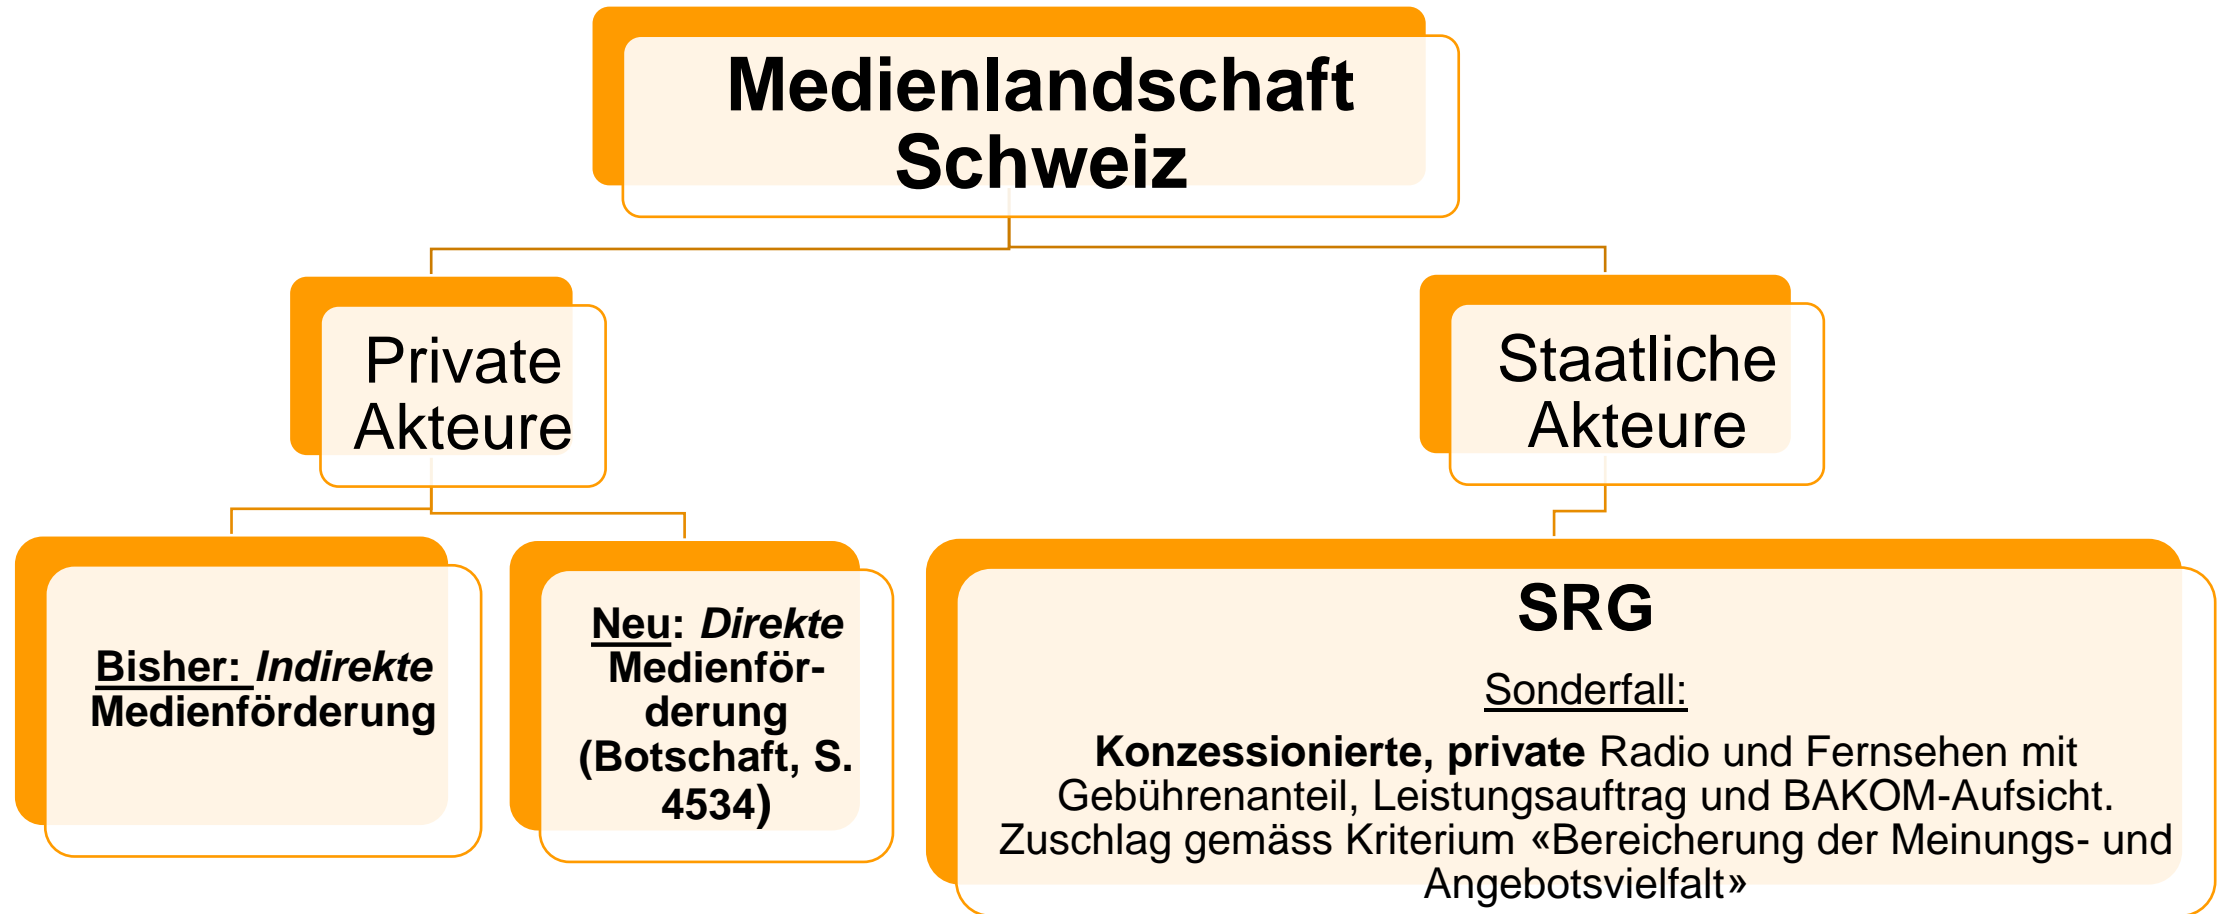 Medienlandschaft
Schweiz
Private
Akteure
Staatliche
Akteure
Bisher: Indirekte
Medienförderung
Neu: Direkte
Medienför-
derung
(Botschaft, S.
4534)
SRG
Sonderfall:
Konzessionierte, private Radio und Fernsehen mit
Gebührenanteil, Leistungsauftrag und BAKOM-Aufsicht.
Zuschlag gemäss Kriterium «Bereicherung der Meinungs- und
Angebotsvielfalt»